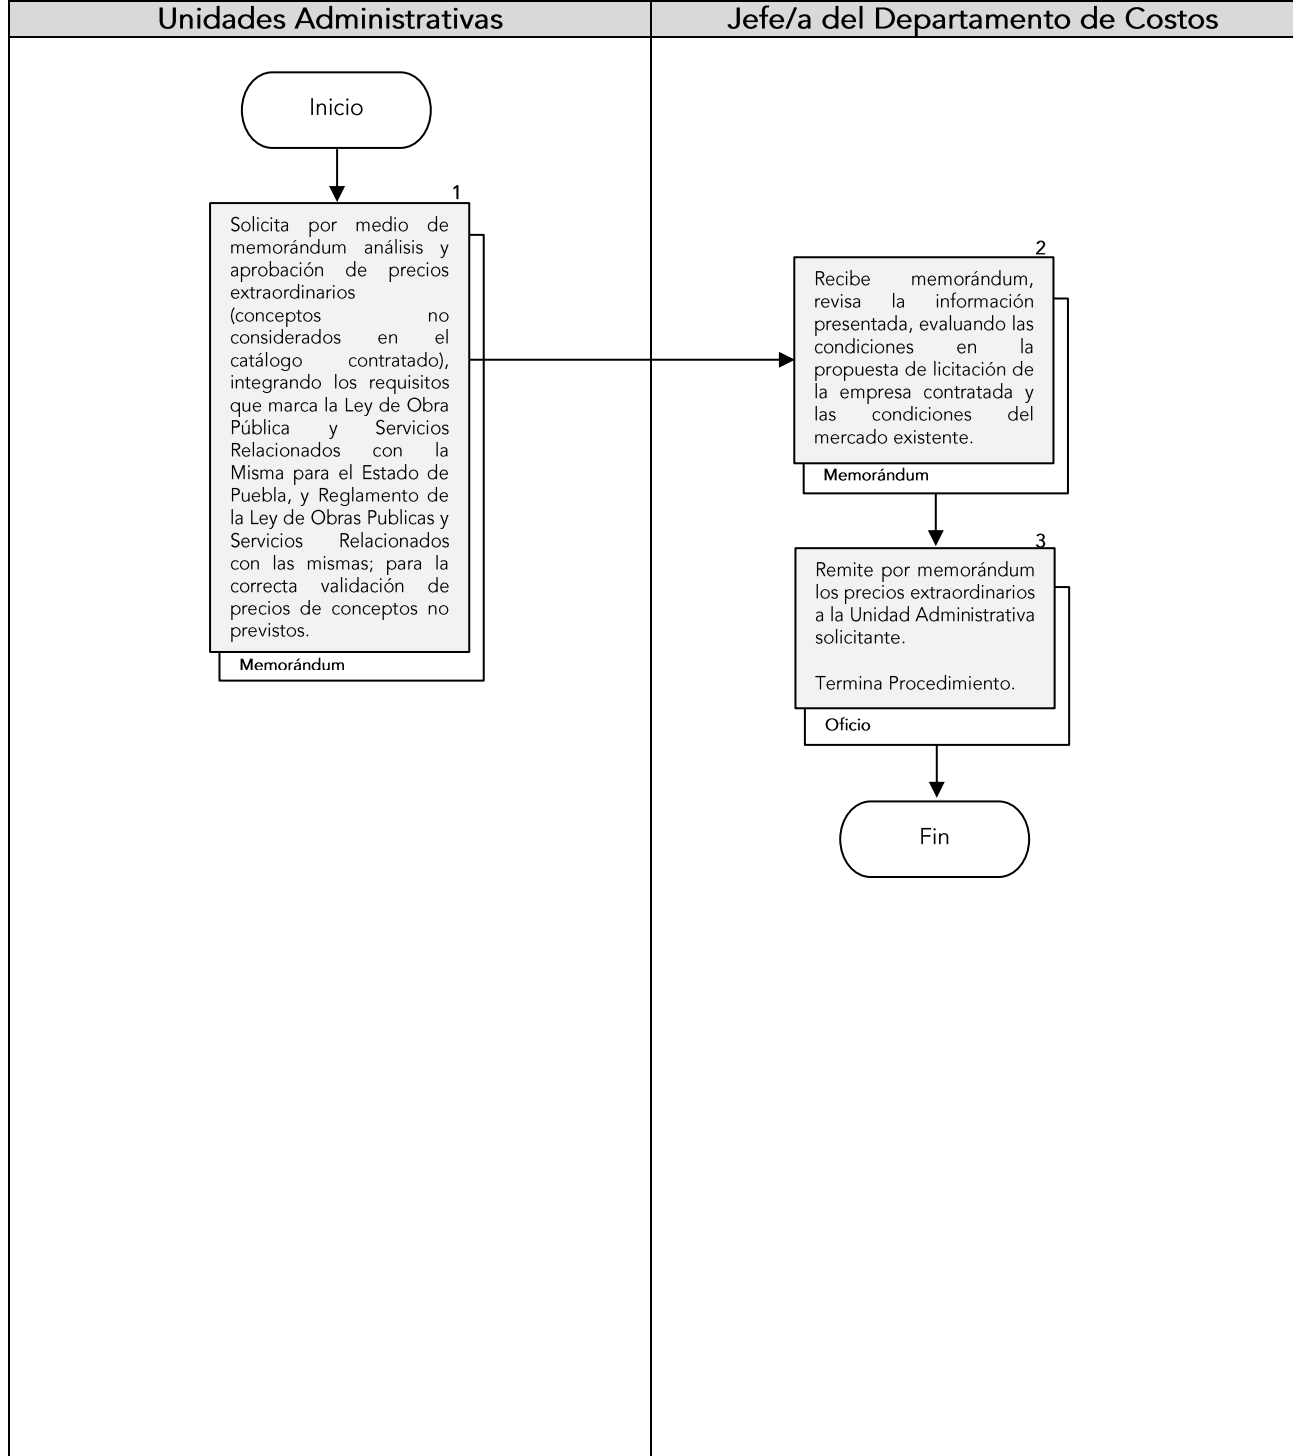 Unidades Administrativas
Jefe/a del Departamento de Costos
Inicio
1
Solicita por medio de
memorándum análisis y
aprobación de precios
extraordinarios
(conceptos no
considerados en el
catálogo contratado),
integrando los requisitos
que marca la Ley de Obra
Pública y Servicios
Relacionados con la
Misma para el Estado de
Puebla, y Reglamento de
la Ley de Obras Publicas y
Servicios Relacionados
con las mismas; para la
correcta validación de
precios de conceptos no
previstos.
Memorándum
2
Recibe memorándum,
revisa la información
presentada, evaluando las
condiciones en la
propuesta de licitación de
la empresa contratada y
las condiciones del
mercado existente.
Memorándum
3
Remite por memorándum
los precios extraordinarios
a la Unidad Administrativa
solicitante.
Termina Procedimiento.
Oficio
Fin